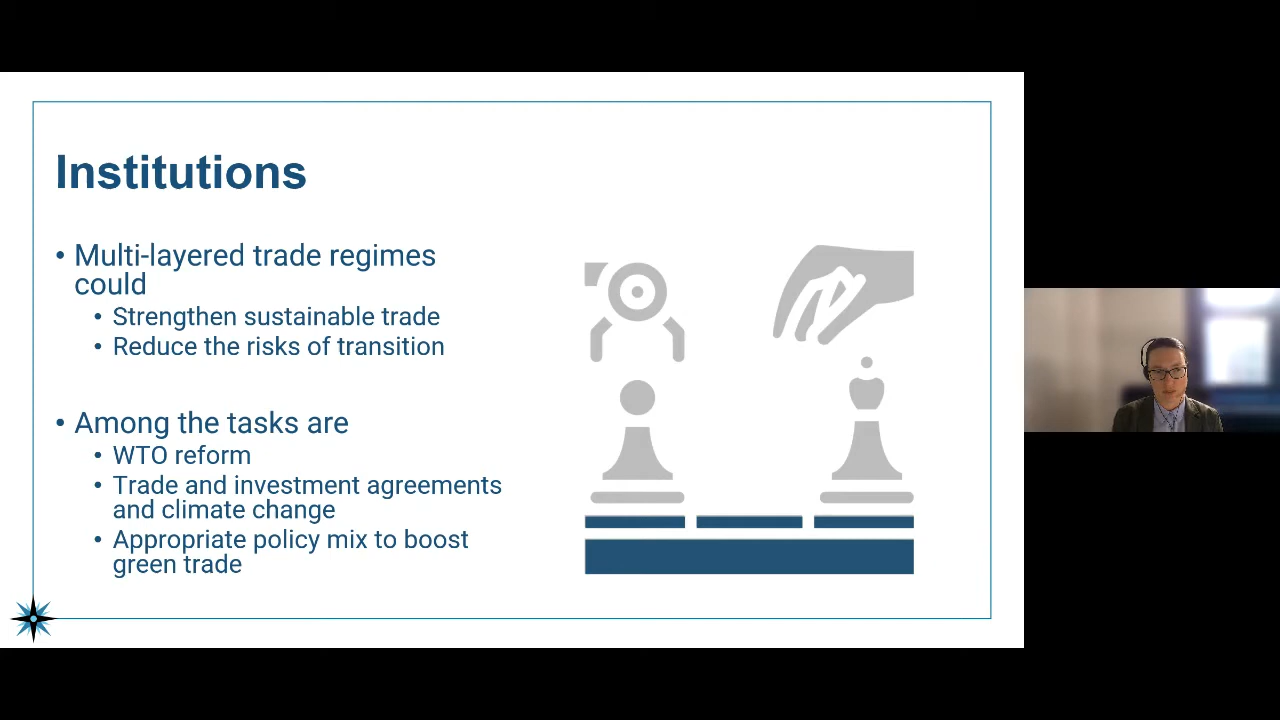 Institutions
• Multi-layered trade regimes
could
• Strengthen sustainable trade
• Reduce the risks of transition
• Among the tasks are
• WTO reform
• Trade and investment agreements
and climate change
• Appropriate policy mix to boost
green trade